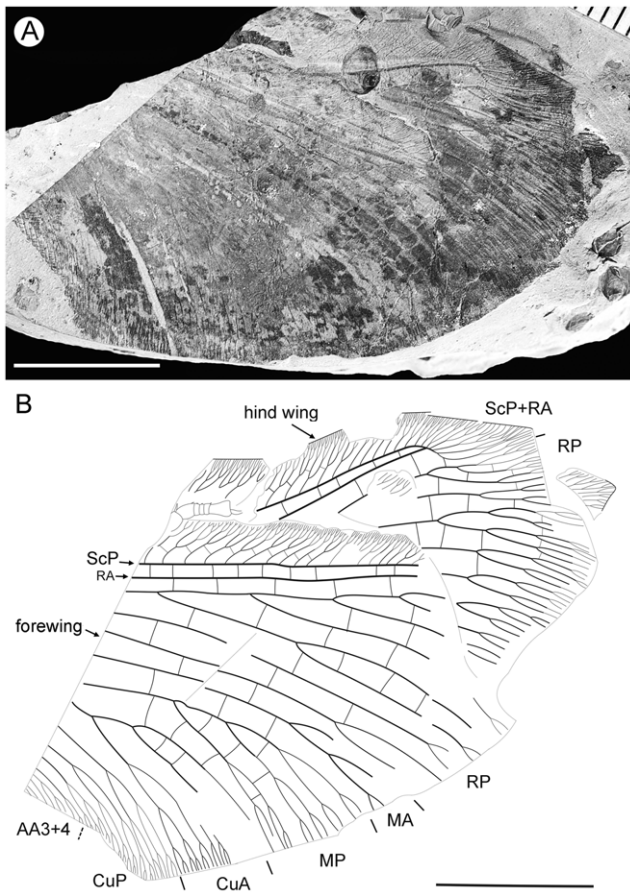 A
B
hind wing
ScP+RA
RP
ScP
RA
forewing
RP
MA
AA3+4
MP
CuA
CuP